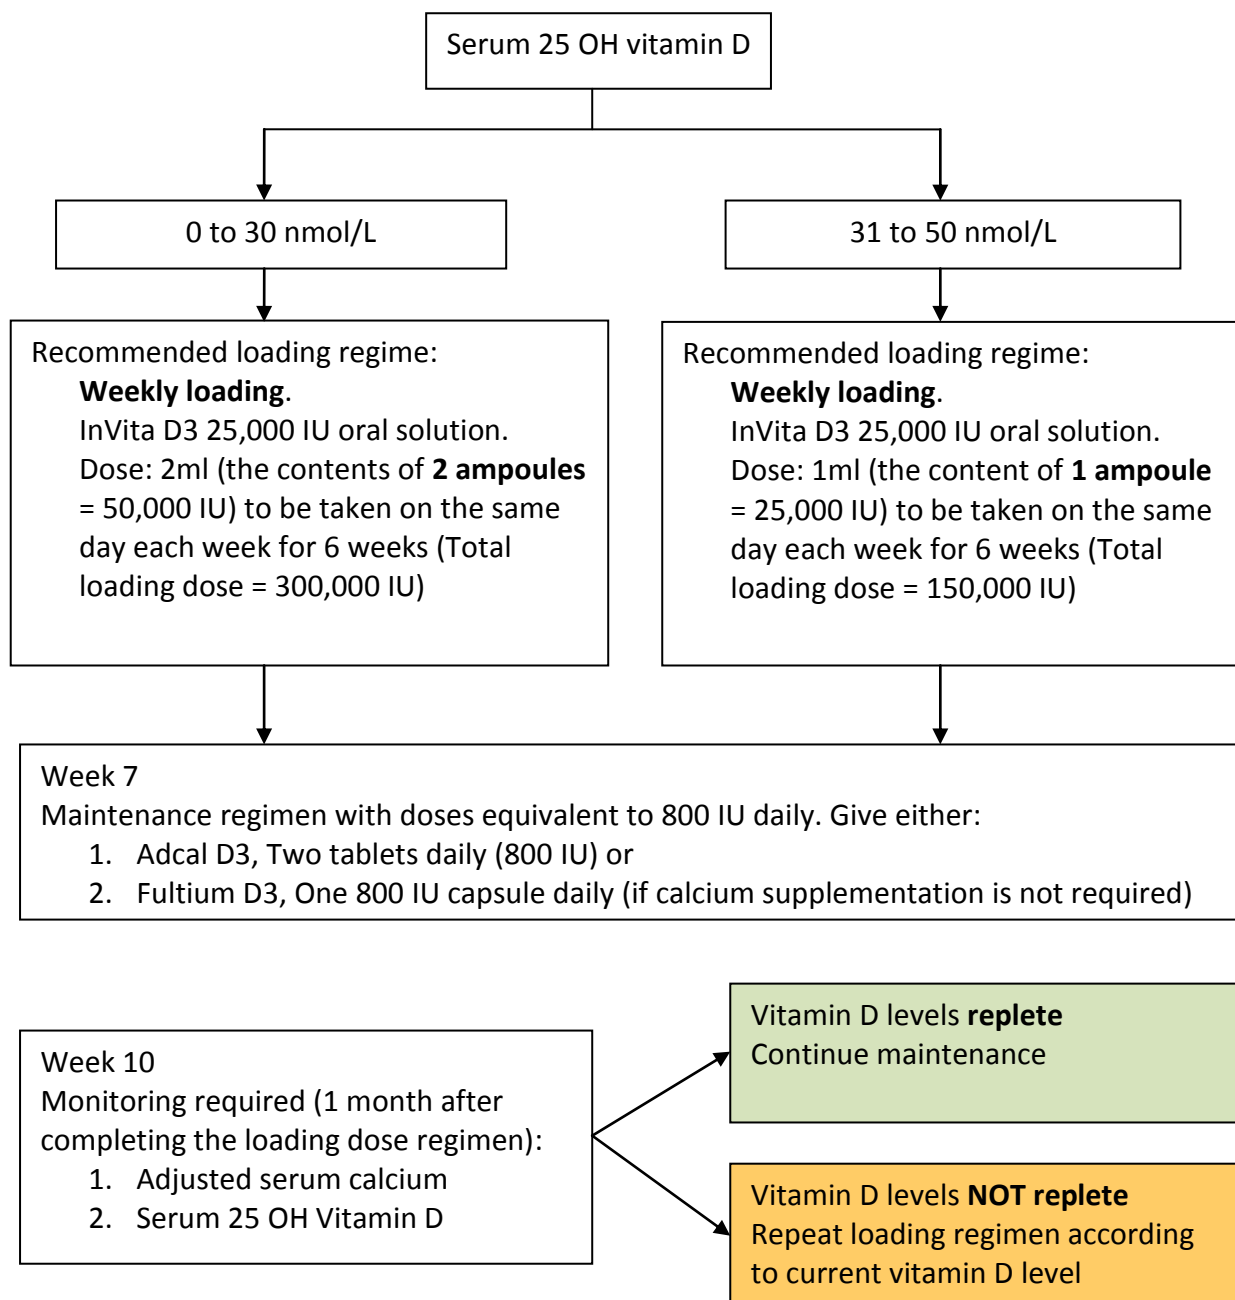 Serum 25 OH vitamin D
0 to 30 nmol/L
31 to 50 nmol/L
Recommended loading regime:
Weekly loading.
InVita D3 25,000 IU oral solution.
Dose: 2ml (the contents of 2 ampoules
= 50,000 IU) to be taken on the same
day each week for 6 weeks (Total
loading dose = 300,000 IU)
Recommended loading regime:
Weekly loading.
InVita D3 25,000 IU oral solution.
Dose: 1ml (the content of 1 ampoule
= 25,000 IU) to be taken on the same
day each week for 6 weeks (Total
loading dose = 150,000 IU)
Week 7
Maintenance regimen with doses equivalent to 800 IU daily. Give either:
1. Adcal D3, Two tablets daily (800 IU) or
2. Fultium D3, One 800 IU capsule daily (if calcium supplementation is not required)
Week 10
Monitoring required (1 month after
completing the loading dose regimen):
1. Adjusted serum calcium
2. Serum 25 OH Vitamin D
Vitamin D levels replete
Continue maintenance
Vitamin D levels NOT replete
Repeat loading regimen according
to current vitamin D level